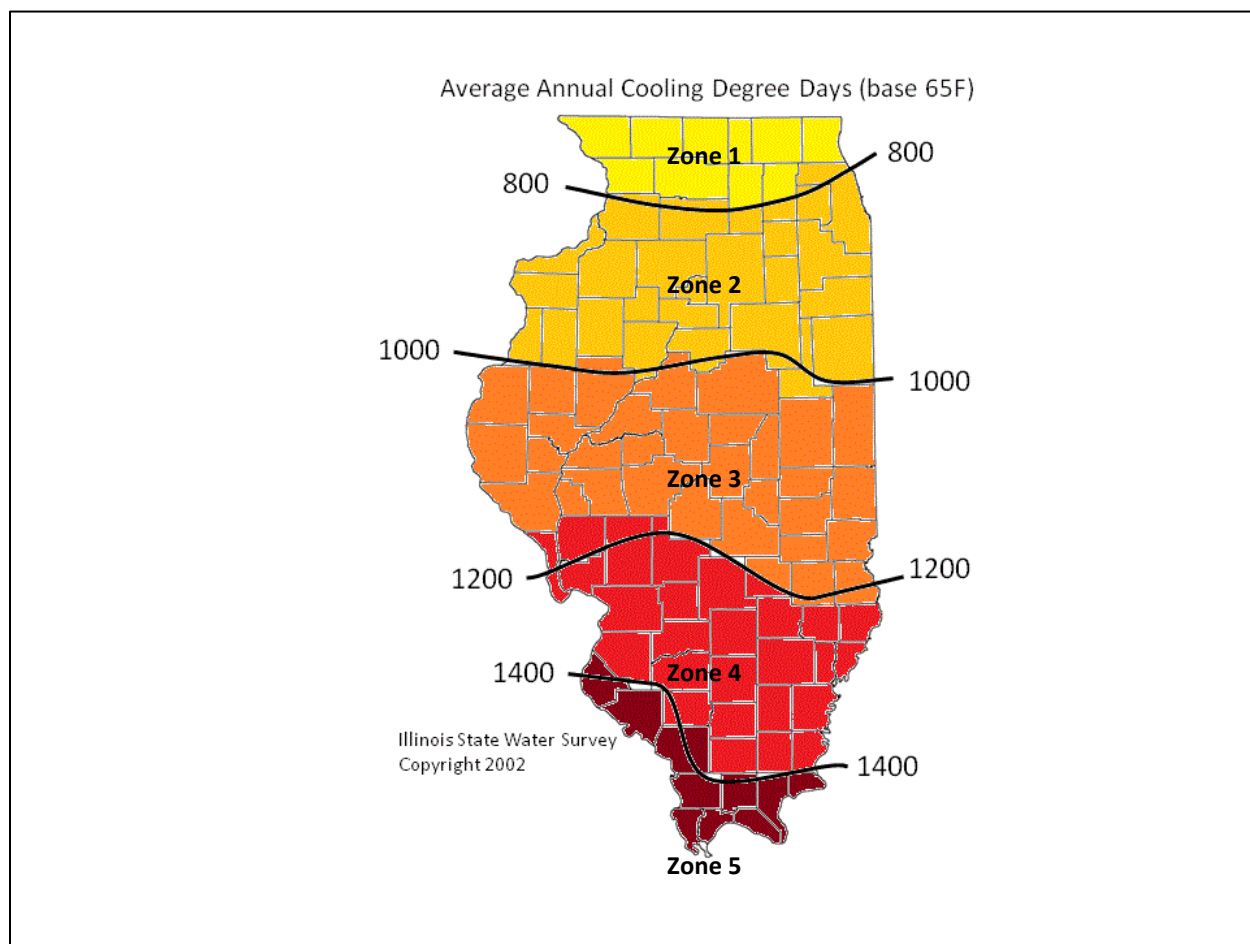 Average Annual Cooling Degree Days (base 65F)
Zone 1
800
800
Zone 2
1000
1000
Zone 3
1200
1200
Zone 4
1400
Illinois State Water Survey
Copyright 2002
1400
Zone 5